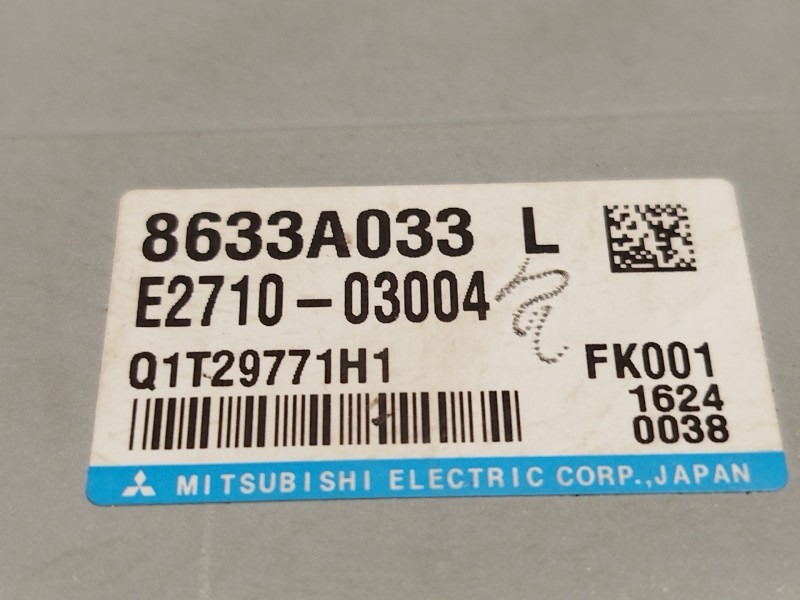 8633A033 L
E2710-03004
Q1T29771H1 FK001
1624
0038
MITSUBISHI ELECTRIC CORP.,JAPAN